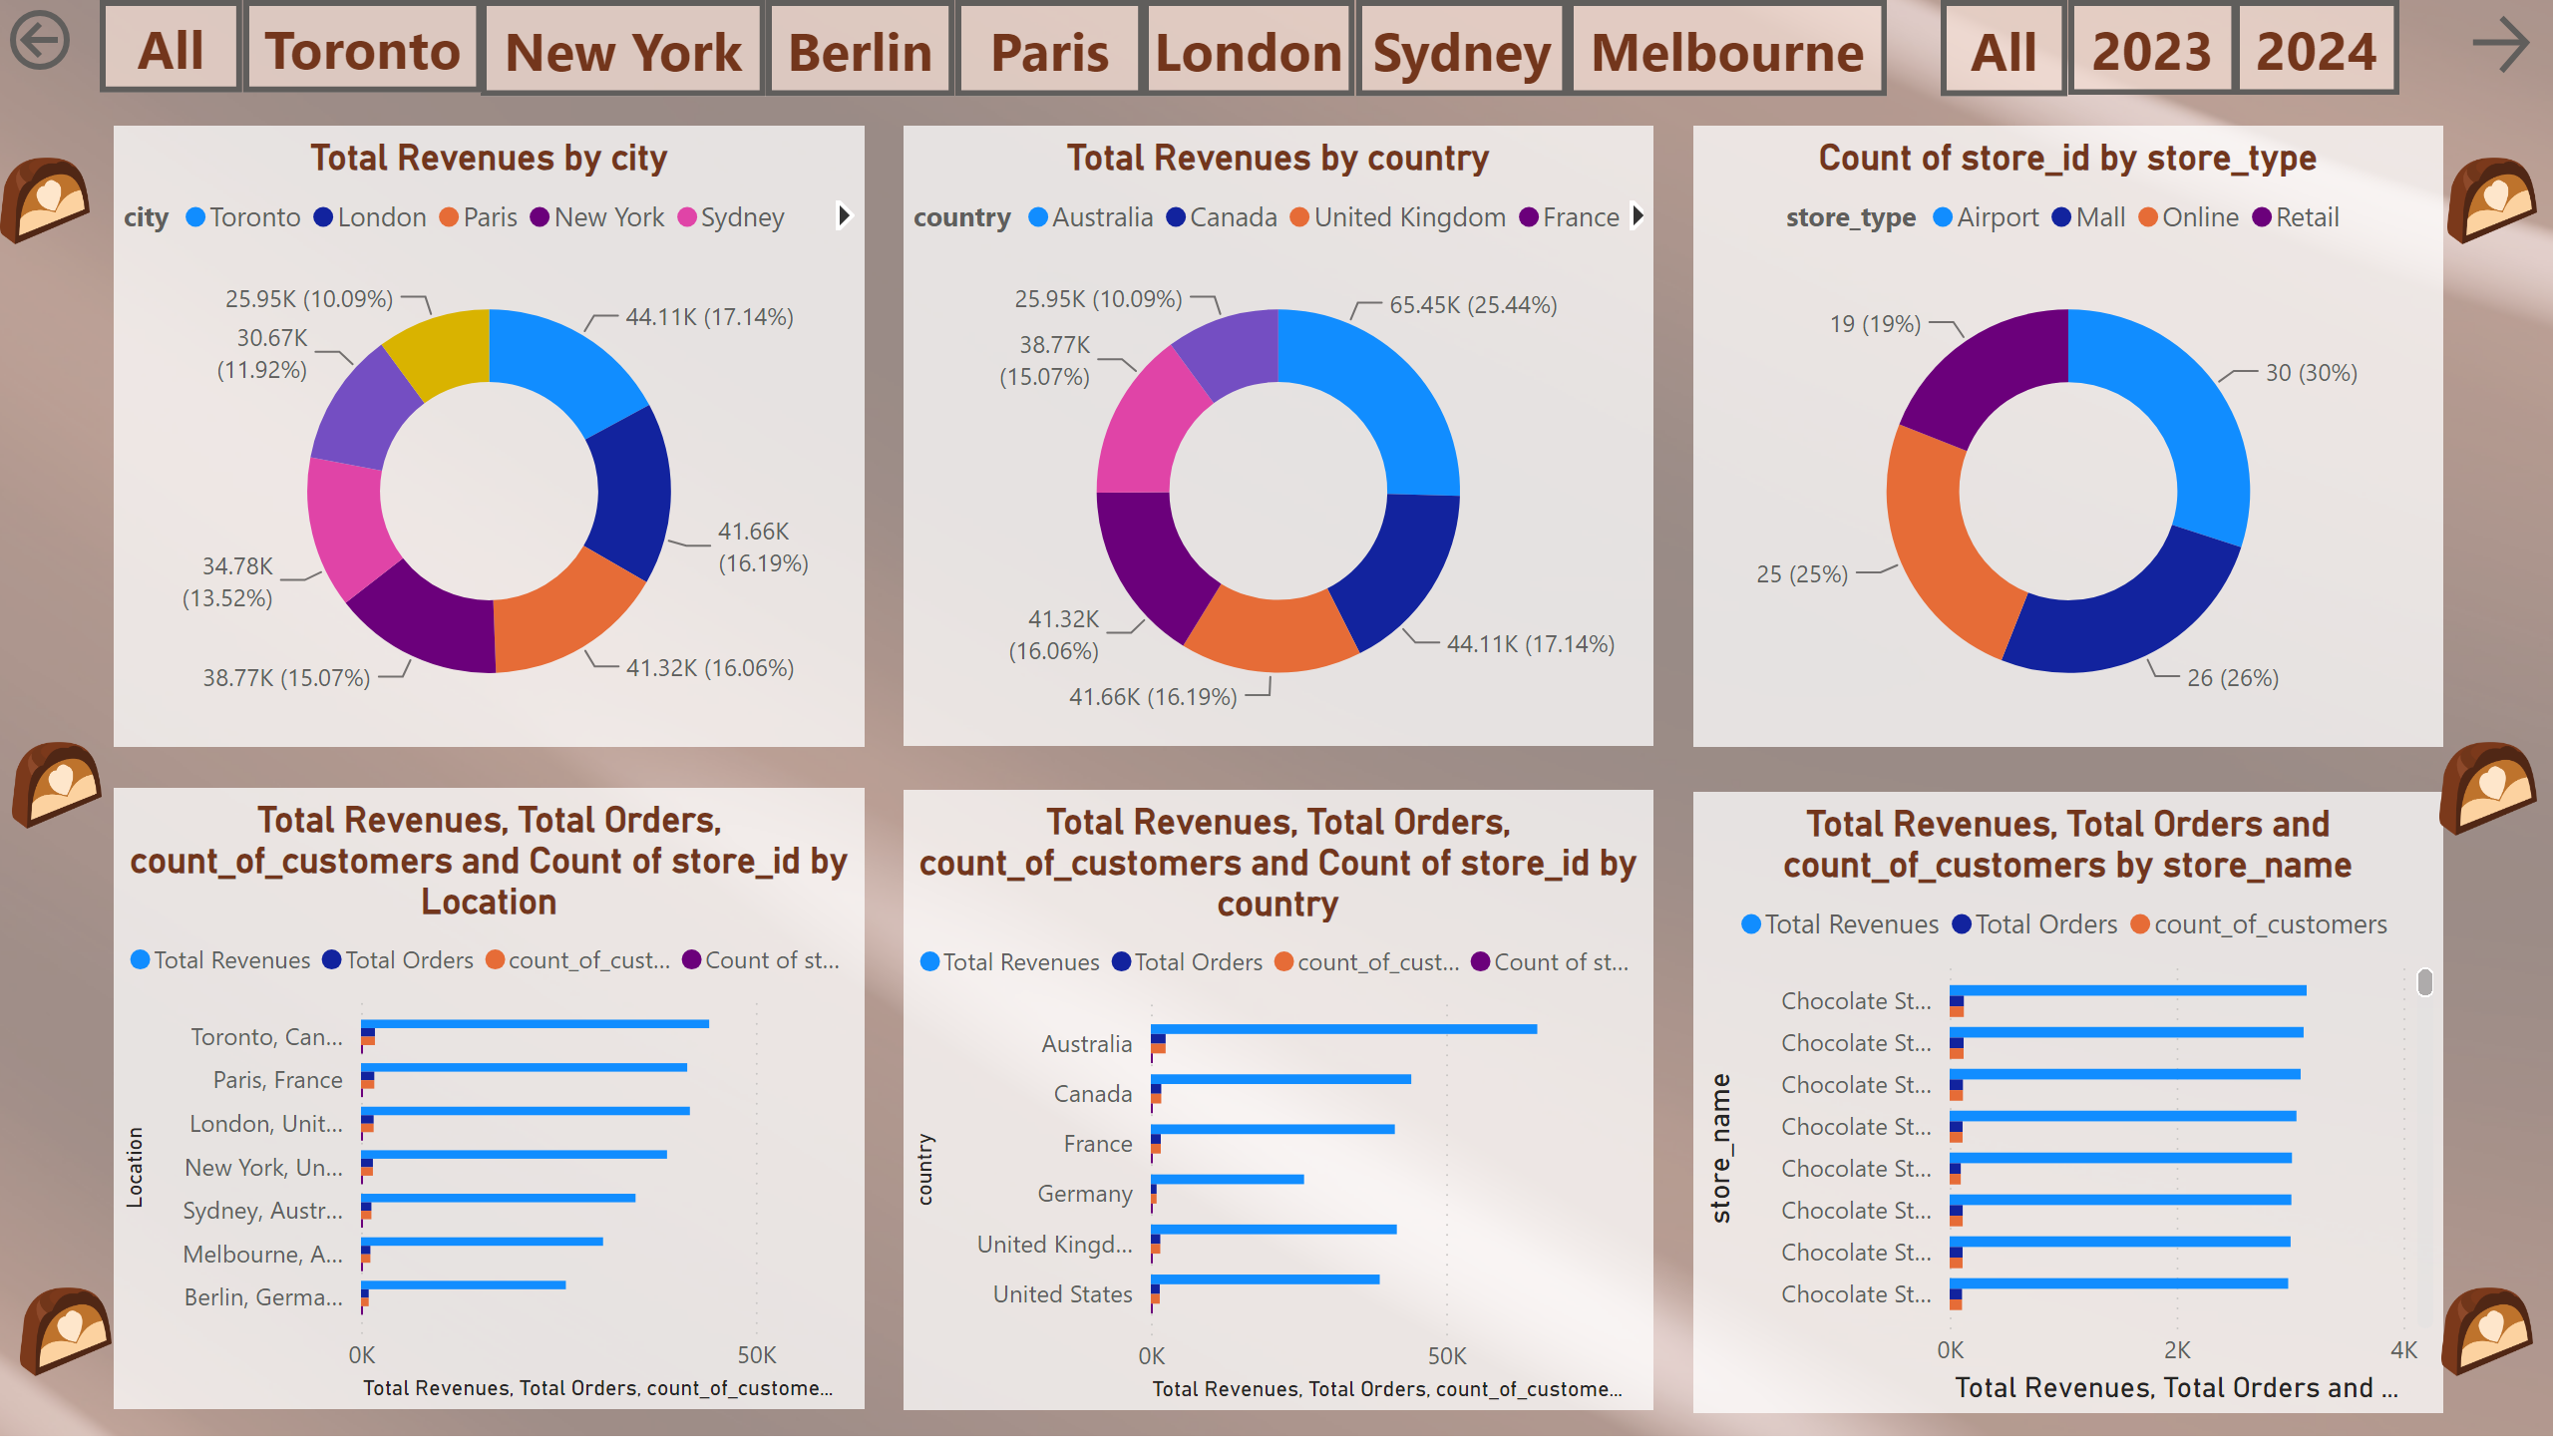 All Toronto New York Berlin Paris London Sydney Melbourne All 2023 2024
Total Revenues by city
city Toronto London Paris New York Sydney
25.95K (10.09%)
44.11K (17.14%)
30.67K
(11.92%)
41.66K
(16.19%)
34.78K
(13.52%)
38.77K (15.07%)
41.32K (16.06%)
Total Revenues by country
country Australia Canada United Kingdom France
25.95K (10.09%)
65.45K (25.44%)
38.77K
(15.07%)
41.32K
(16.06%)
44.11K (17.14%)
41.66K (16.19%)
Count of store_id by store_type
store_type Airport Mall Online Retail
19 (19%)
30 (30%)
25 (25%)
26 (26%)
Total Revenues, Total Orders,
count_of_customers and Count of store_id by
Location
Total Revenues Total Orders count_of_cust... Count of st...
Location
Toronto, Can...
Paris, France
London, Unit...
New York, Un...
Sydney, Austr...
Melbourne, A...
Berlin, Germa...
0K 50K
Total Revenues, Total Orders, count_of_custome...
Total Revenues, Total Orders,
count_of_customers and Count of store_id by
country
Total Revenues Total Orders count_of_cust... Count of st...
country
Australia
Canada
France
Germany
United Kingd...
United States
0K 50K
Total Revenues, Total Orders, count_of_custome...
Total Revenues, Total Orders and
count_of_customers by store_name
Total Revenues Total Orders count_of_customers
store_name
Chocolate St...
Chocolate St...
Chocolate St...
Chocolate St...
Chocolate St...
Chocolate St...
Chocolate St...
Chocolate St...
0K 2K 4K
Total Revenues, Total Orders and ...